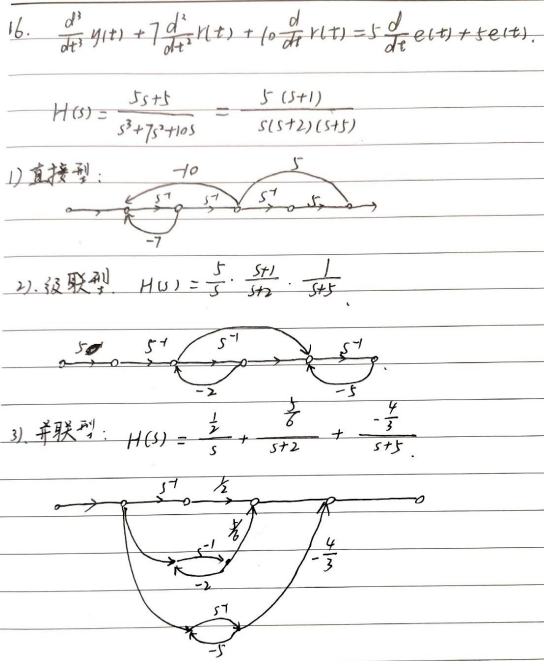 16. d³/dt³ y(t) + 7 d²/dt² r(t) + 10 d/dt r(t) = 5 d/dt e(t) + 5e(t).
H(s) = (5s+5)/(s³+7s²+10s) = 5(s+1)/(s(s+2)(s+5))
1) 直接型:
-10 5
s⁻¹ s⁻¹ s⁻¹ 5
-7
2). 级联型. H(s) = 5/s · (s+1)/(s+2) · 1/(s+5).
5 s⁻¹ s⁻¹ s⁻¹
-2 -5
3). 并联型: H(s) = (1/2)/s + (5/6)/(s+2) + (-4/3)/(s+5).
s⁻¹ 1/2
s⁻¹ 5/6
-2 -4/3
s⁻¹
-5